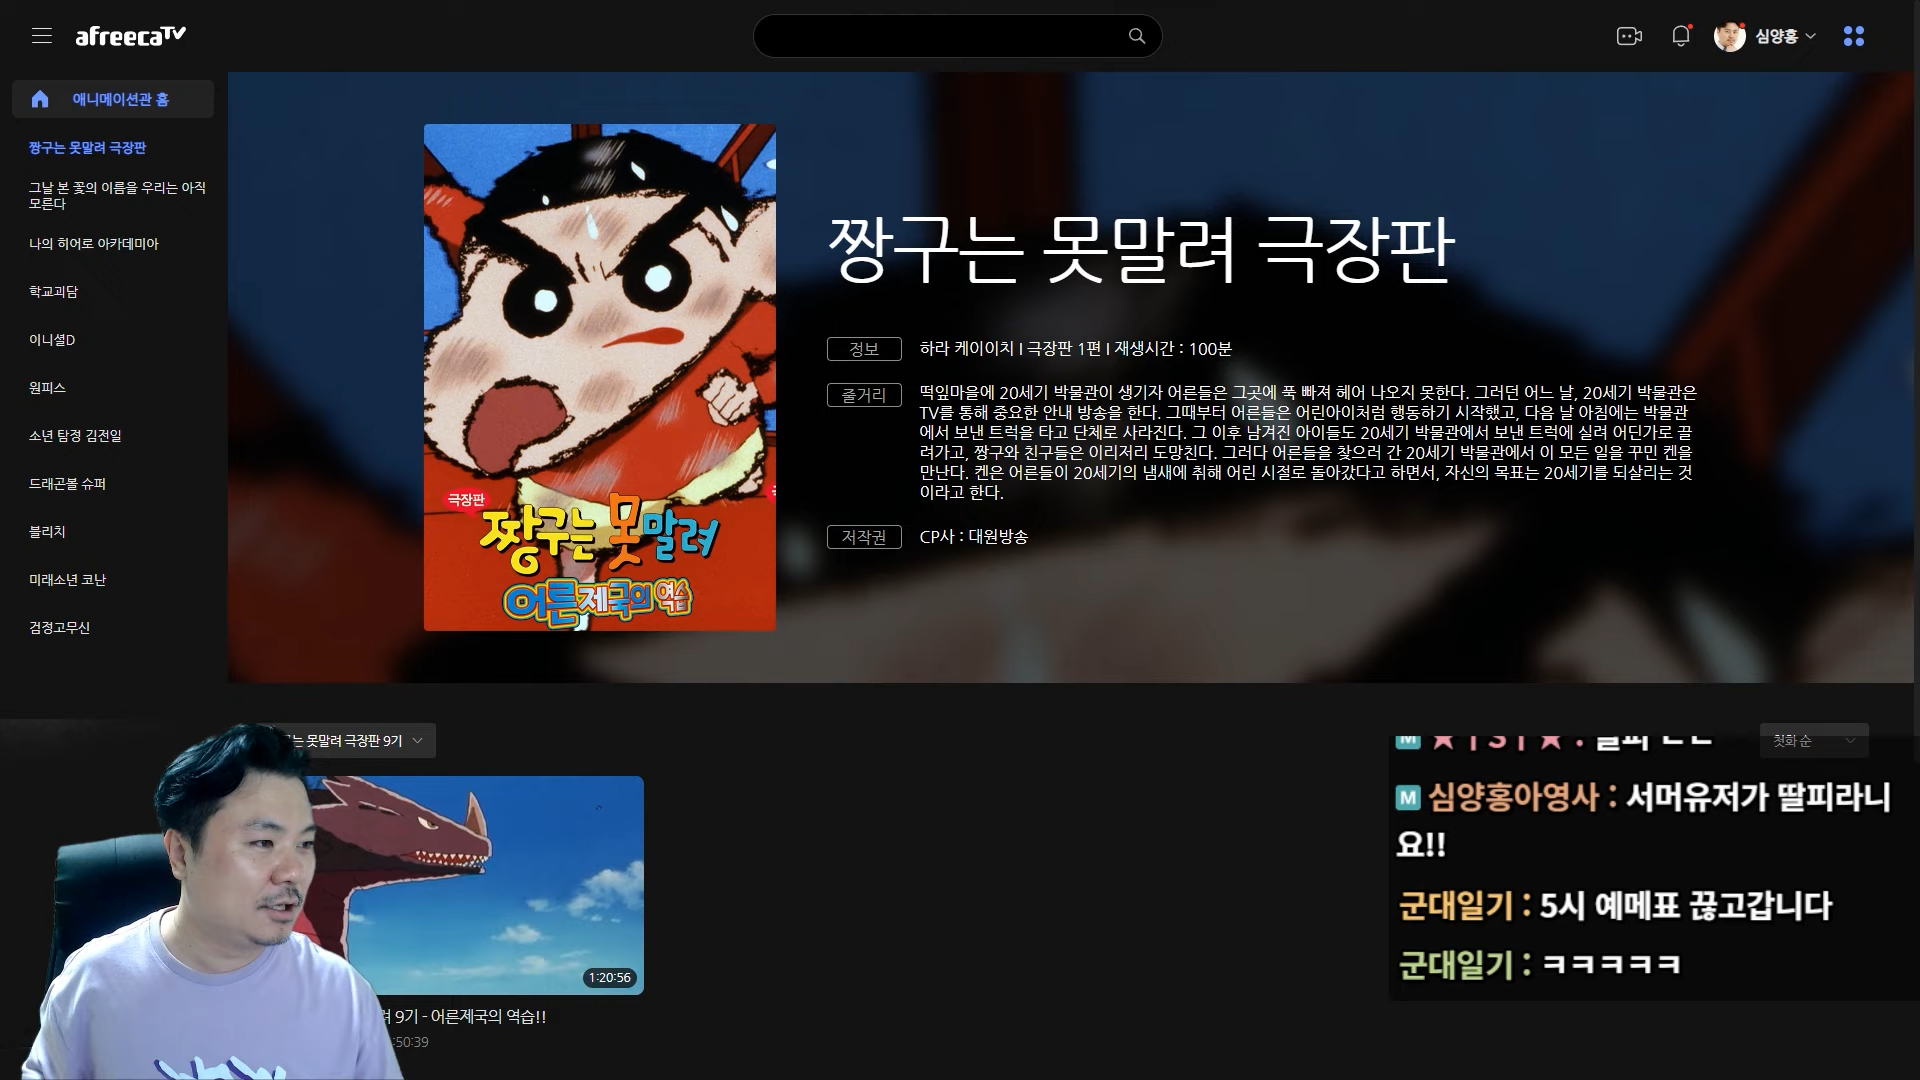 afreecaTV
심양홍
애니메이션관 홈
짱구는 못말려 극장판
그날 본 꽃의 이름을 우리는 아직
모른다
나의 히어로 아카데미아
학교괴담
이니셜D
원피스
소년 탐정 김전일
드래곤볼 슈퍼
블리치
미래소년 코난
검정고무신
극장판
짱구는 못말려
어른제국의 역습
짱구는 못말려 극장판
정보
하라 케이이치 I 극장판 1편 I 재생시간 : 100분
줄거리
떡잎마을에 20세기 박물관이 생기자 어른들은 그곳에 푹 빠져 헤어 나오지 못한다. 그러던 어느 날, 20세기 박물관은
TV를 통해 중요한 안내 방송을 한다. 그때부터 어른들은 어린아이처럼 행동하기 시작했고, 다음 날 아침에는 박물관
에서 보낸 트럭을 타고 단체로 사라진다. 그 이후 남겨진 아이들도 20세기 박물관에서 보낸 트럭에 실려 어딘가로 끌
려가고, 짱구와 친구들은 이리저리 도망친다. 그러다 어른들을 찾으러 간 20세기 박물관에서 이 모든 일을 꾸민 켄을
만난다. 켄은 어른들이 20세기의 냄새에 취해 어린 시절로 돌아갔다고 하면서, 자신의 목표는 20세기를 되살리는 것
이라고 한다.
저작권
CP사 : 대원방송
는 못말려 극장판 9기
첫화 순
1:20:56
9기 - 어른제국의 역습!!
:50:39
M 심양홍아영사 : 서머유저가 딸피라니
요!!
군대일기 : 5시 예메표 끊고갑니다
군대일기 : ㅋㅋㅋㅋㅋ